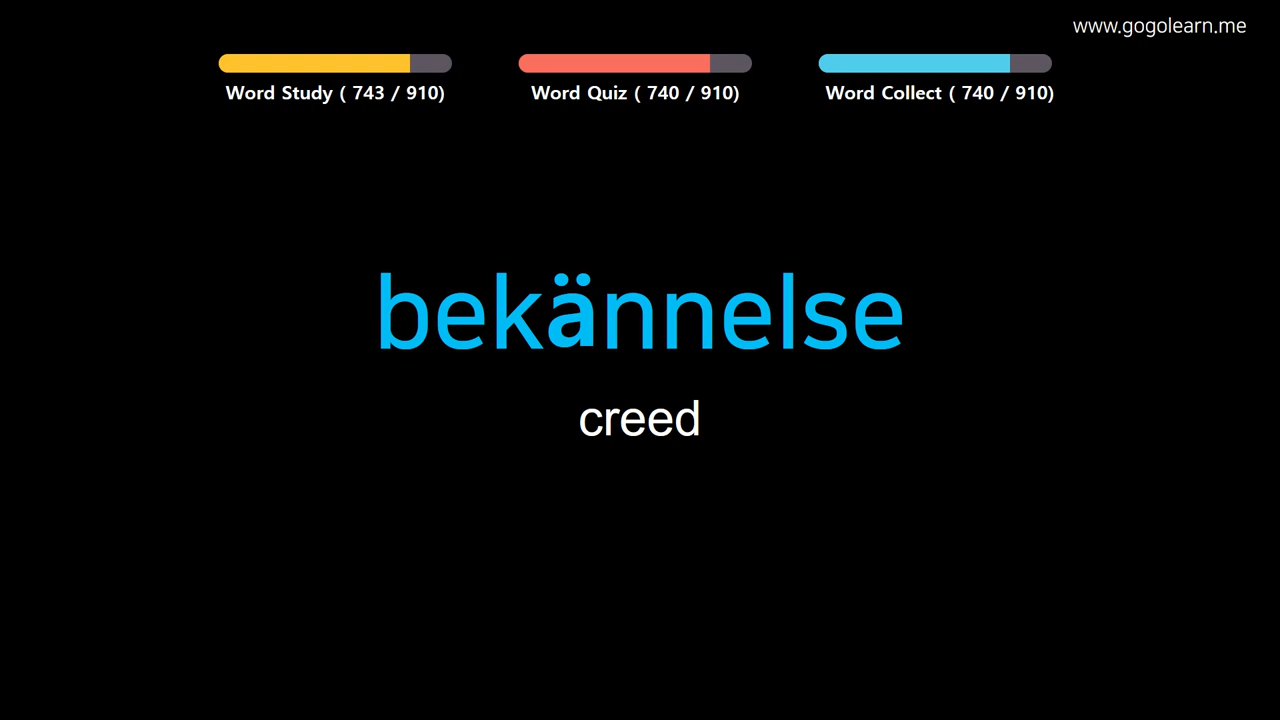 www.gogolearn.me
Word Study ( 743 / 910)
Word Quiz ( 740 / 910)
Word Collect ( 740 / 910)
bekännelse
creed